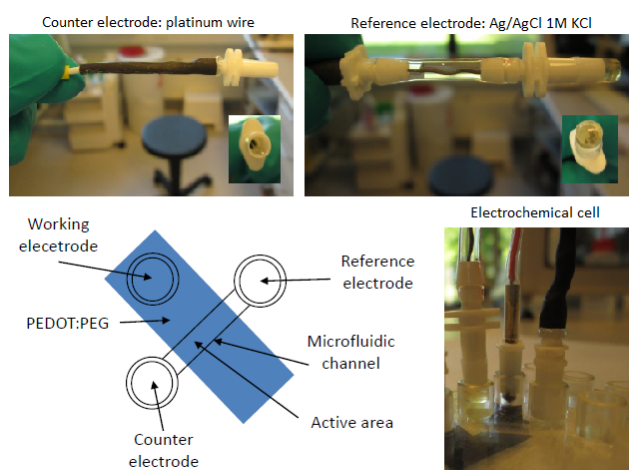 Counter electrode: platinum wire
Reference electrode: Ag/AgCl 1M KCl
Working
elecetrode
PEDOT:PEG
Reference
electrode
Microfluidic
channel
Active area
Counter
electrode
Electrochemical cell